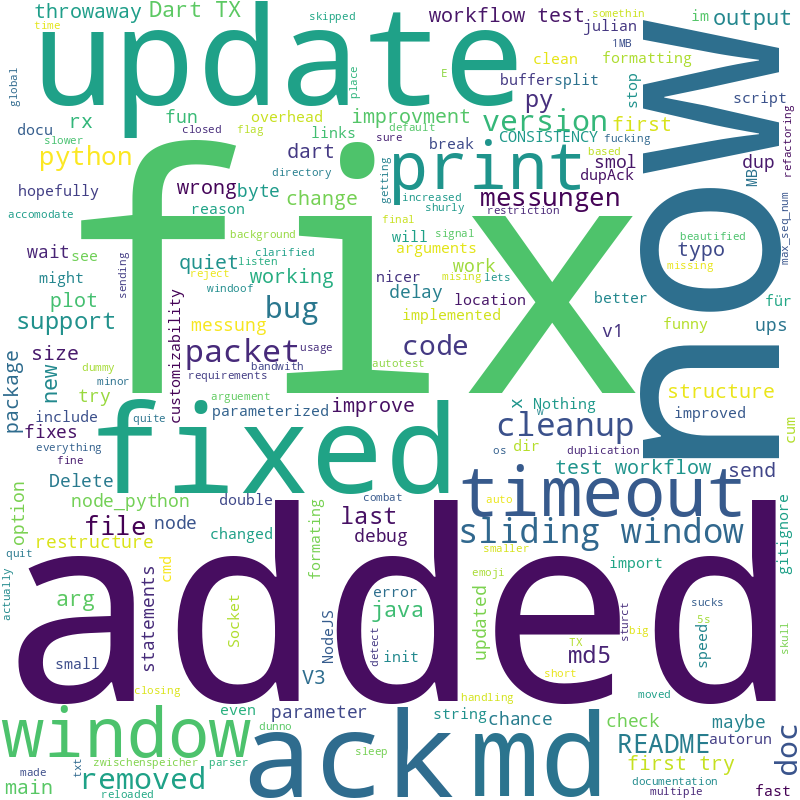 throwaway
Dart TX
skipped
workflow test
somethin
im
output
time
update
julian
1MB
clean
formatting
global
place
E
buffersplit
stop
now
docu
rx
fun
overhead
improvment
py
version
first
script
closed
flag
links
default
CONSISTENCY
fucking
refactoring
python
slower
dart
break
based
hopefully
directory
sure
print
smol
dup
wrong
byte
getting
dupAck
MB
accomodate
reason
change
increased
shurly
messungen
restriction
fix
final
max_seq_num
wait
see
background
clarified
will
signal
beautified
sending
quiet
listen
arguments
work
typo
might
reject
working
mising
lets
missing
windoof
nicer
delay
location
better
für
plot
customizability
messung
bug
implemented
support
v1
funny
ups
size
dummy
packet
usage
code
autotest
bandwith
package
new
try
minor
requirements
structure
arguement
x
Nothing
include
quite
parameterized
improve
w
improved
fixes
cum
everything
fixed
cleanup
fine
os
dir
duplication
Delete
test workflow
send
option
node_python
double
combat
timeout
auto
file
node
changed
last
sliding window
gitignore
quit
restructure
debug
smaller
cmd
formating
added
import
actually
statements
emoji
arg
Socket
NodeJS
error
java
updated
sturct
sucks
detect
TX
5s
small
init
md5
big
speed
skull
V3
closing
short
handling
moved
window
even
parameter
string
chance
check
maybe
dunno
ack
md
README
autorun
doc
zwischenspeicher
sleep
main
txt
removed
parser
first try
made
documentation
reloaded
multiple
fast